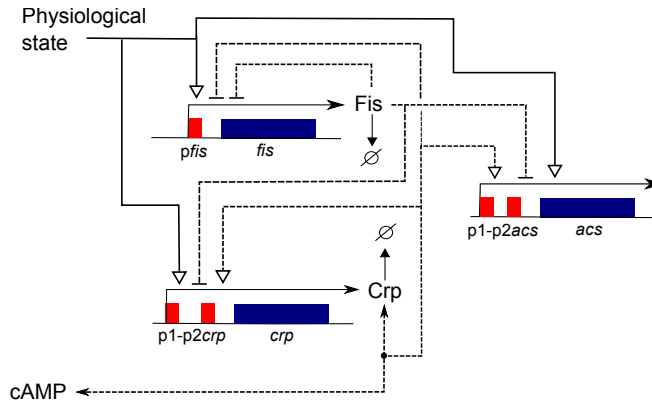 Physiological
state
Fis
pfis fis
p1-p2acs acs
Crp
p1-p2crp crp
cAMP